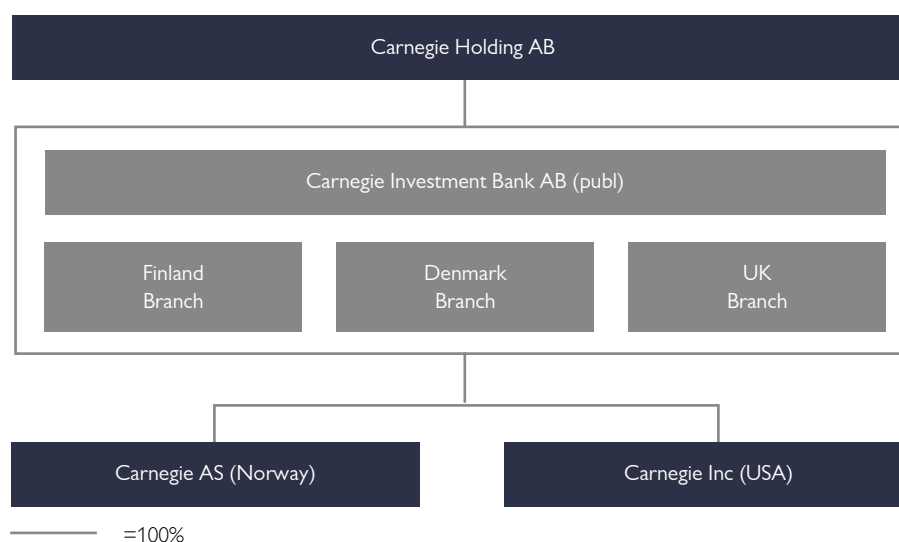 Carnegie Holding AB
Carnegie Investment Bank AB (publ)
Finland
Branch
Denmark
Branch
UK
Branch
Carnegie AS (Norway)
Carnegie Inc (USA)
=100%